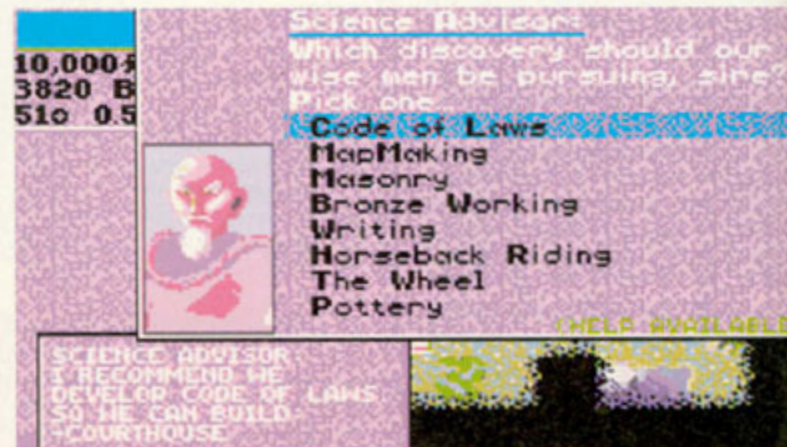 10,000
3820 B
51o 0.5
Science Advisor:
Which discovery should our
wise men be pursuing, sire?
Pick one
Code of Laws
MapMaking
Masonry
Bronze Working
Writing
Horseback Riding
The Wheel
Pottery
(HELP AVAILABLE
SCIENCE ADVISOR
I RECOMMEND WE
DEVELOP CODE OF LAWS
SO WE CAN BUILD
-COURTHOUSE